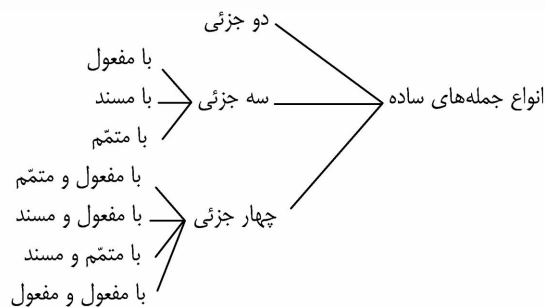 انواع جمله‌های ساده
دو جزئی
سه جزئی
با مفعول
با مسند
با متمّم
چهار جزئی
با مفعول و متمّم
با مفعول و مسند
با متمّم و مسند
با مفعول و مفعول